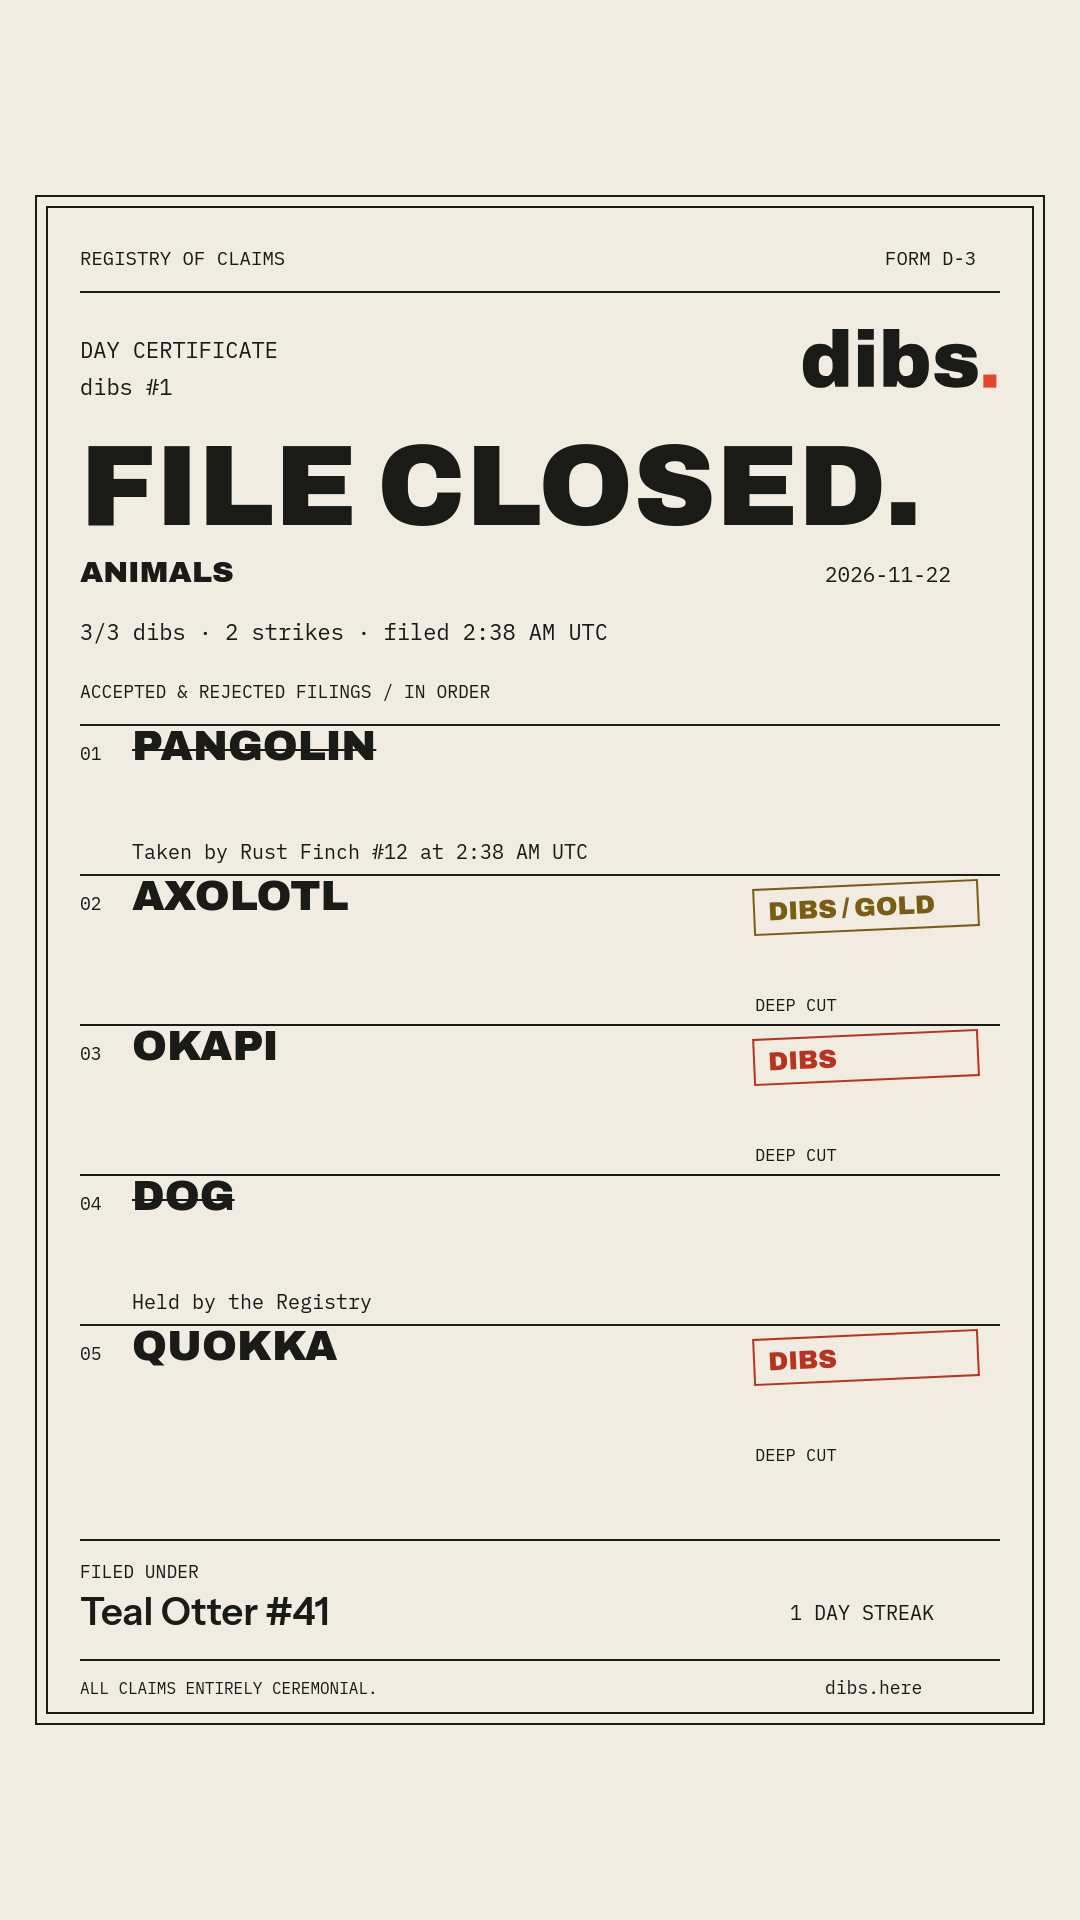 REGISTRY OF CLAIMS FORM D-3
DAY CERTIFICATE
dibs #1
dibs.
FILE CLOSED.
ANIMALS 2026-11-22
3/3 dibs · 2 strikes · filed 2:38 AM UTC
ACCEPTED & REJECTED FILINGS / IN ORDER
01 PANGOLIN
Taken by Rust Finch #12 at 2:38 AM UTC
02 AXOLOTL DIBS / GOLD
DEEP CUT
03 OKAPI DIBS
DEEP CUT
04 DOG
Held by the Registry
05 QUOKKA DIBS
DEEP CUT
FILED UNDER
Teal Otter #41 1 DAY STREAK
ALL CLAIMS ENTIRELY CEREMONIAL. dibs.here